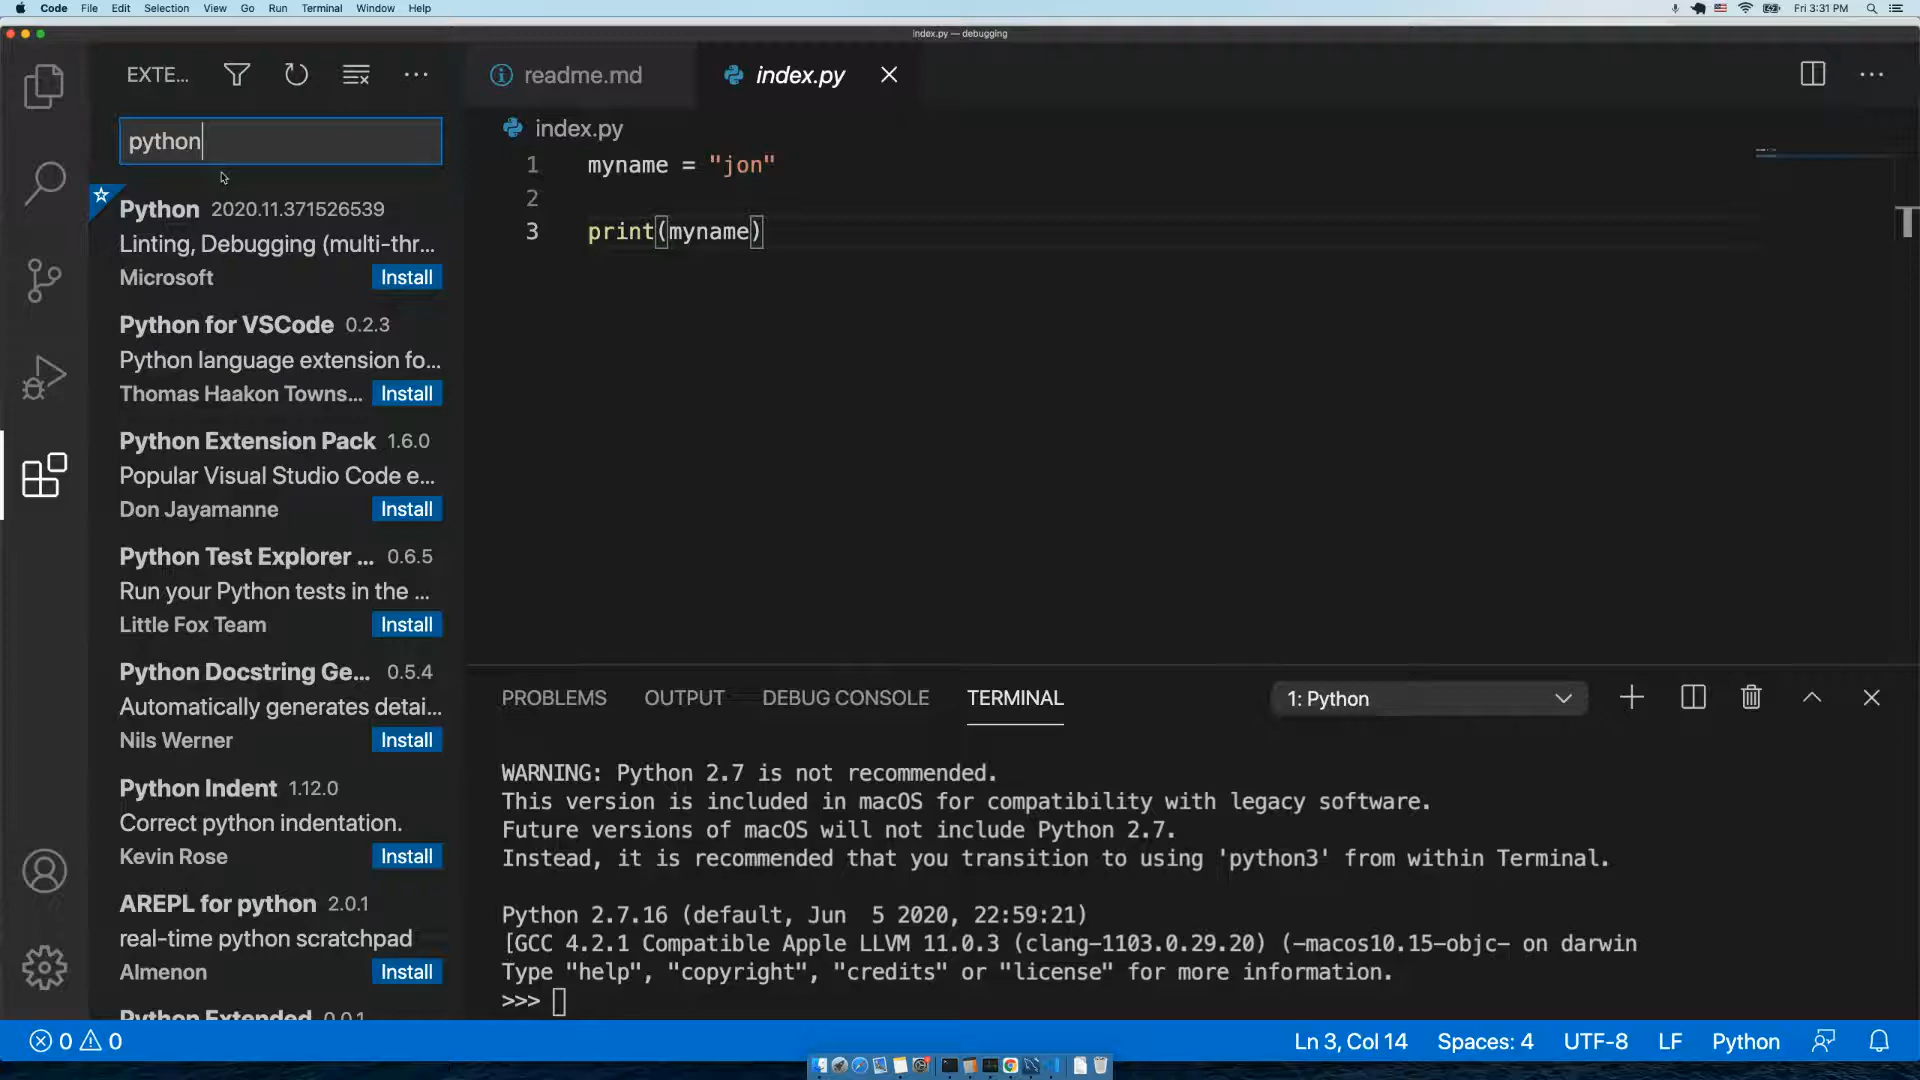 Code File Edit Selection View Go Run Terminal Window Help
Fri 3:31 PM
index.py — debugging
EXTE...
readme.md
index.py
python
index.py
1 myname = "jon"
2
3 print(myname)
Python 2020.11.371526539
Linting, Debugging (multi-thr...
Microsoft
Install
Python for VSCode 0.2.3
Python language extension fo...
Thomas Haakon Towns...
Install
Python Extension Pack 1.6.0
Popular Visual Studio Code e...
Don Jayamanne
Install
Python Test Explorer ... 0.6.5
Run your Python tests in the ...
Little Fox Team
Install
Python Docstring Ge... 0.5.4
Automatically generates detai...
Nils Werner
Install
Python Indent 1.12.0
Correct python indentation.
Kevin Rose
Install
AREPL for python 2.0.1
real-time python scratchpad
Almenon
Install
Python Extended 0.0.1
PROBLEMS OUTPUT DEBUG CONSOLE TERMINAL
1: Python
WARNING: Python 2.7 is not recommended.
This version is included in macOS for compatibility with legacy software.
Future versions of macOS will not include Python 2.7.
Instead, it is recommended that you transition to using 'python3' from within Terminal.
Python 2.7.16 (default, Jun  5 2020, 22:59:21)
[GCC 4.2.1 Compatible Apple LLVM 11.0.3 (clang-1103.0.29.20) (-macos10.15-objc- on darwin
Type "help", "copyright", "credits" or "license" for more information.
>>>
0 0
Ln 3, Col 14 Spaces: 4 UTF-8 LF Python